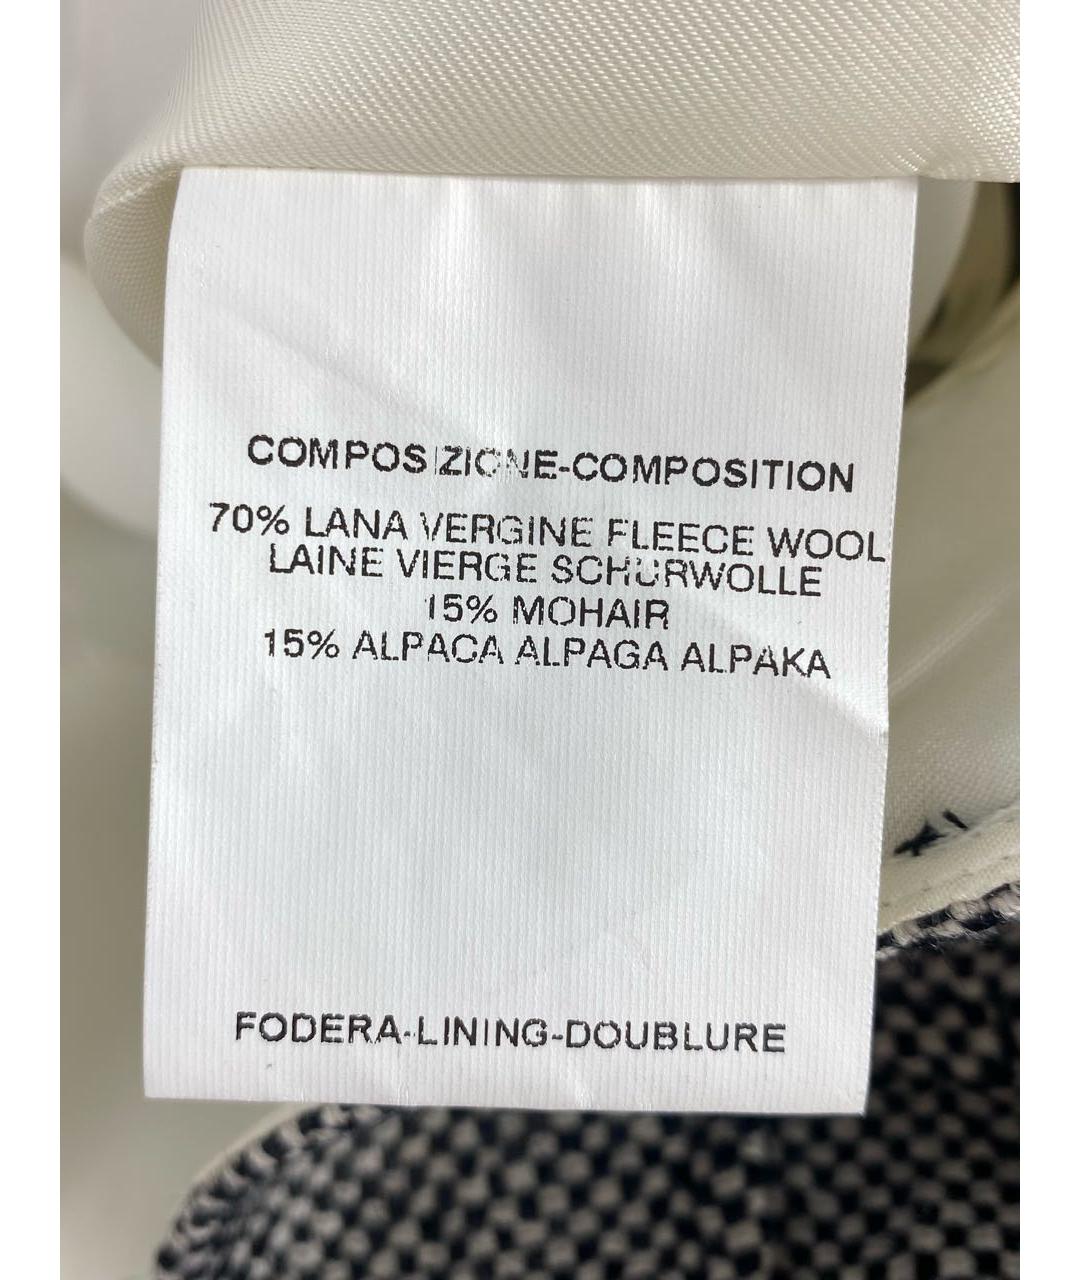 COMPOSIZIONE-COMPOSITION
70% LANA VERGINE FLEECE WOOL
LAINE VIERGE SCHURWOLLE
15% MOHAIR
15% ALPACA ALPAGA ALPAKA
FODERA-LINING-DOUBLURE